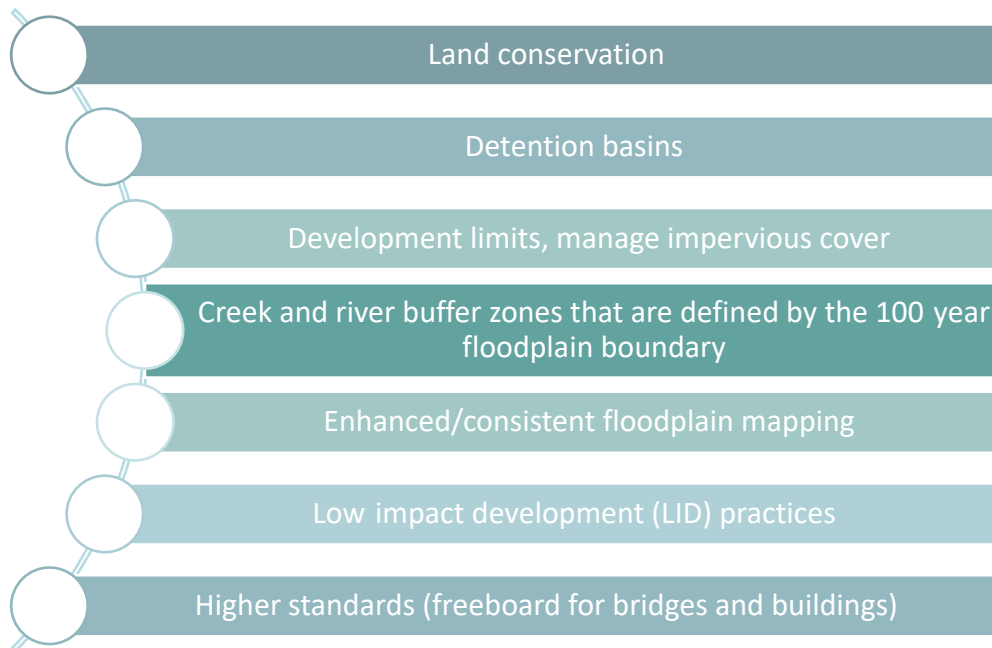 Land conservation
Detention basins
Development limits, manage impervious cover
Creek and river buffer zones that are defined by the 100 year
floodplain boundary
Enhanced/consistent floodplain mapping
Low impact development (LID) practices
Higher standards (freeboard for bridges and buildings)